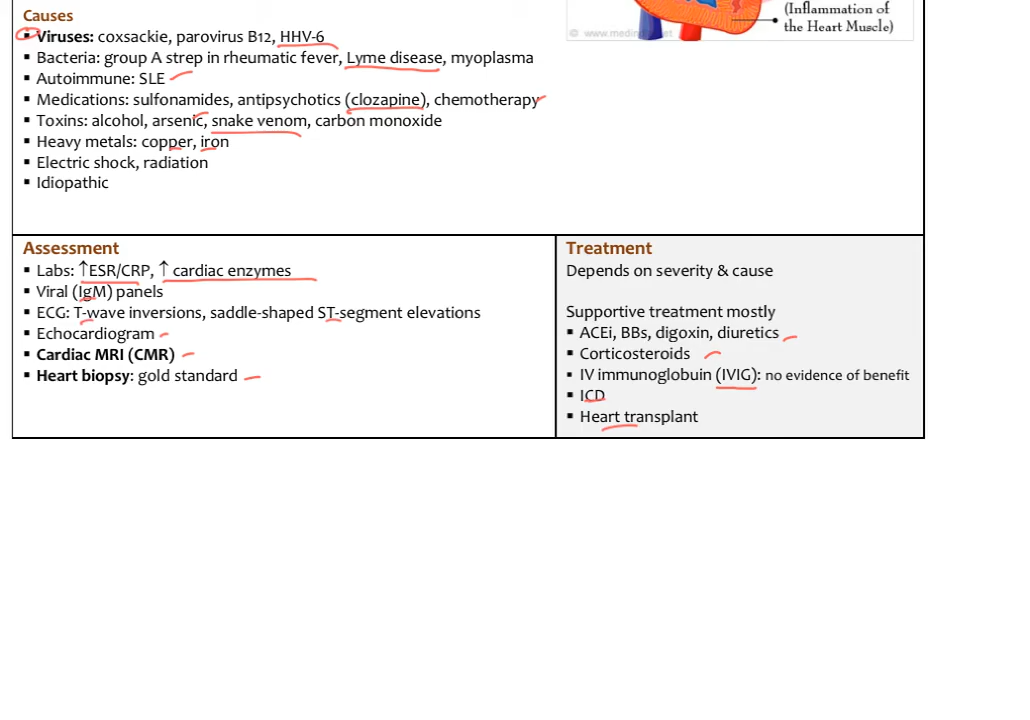 Causes
(Inflammation of
the Heart Muscle)
▪ Viruses: coxsackie, parovirus B12, HHV-6
▪ Bacteria: group A strep in rheumatic fever, Lyme disease, myoplasma
▪ Autoimmune: SLE
▪ Medications: sulfonamides, antipsychotics (clozapine), chemotherapy
▪ Toxins: alcohol, arsenic, snake venom, carbon monoxide
▪ Heavy metals: copper, iron
▪ Electric shock, radiation
▪ Idiopathic
Assessment
▪ Labs: ↑ESR/CRP, ↑ cardiac enzymes
▪ Viral (IgM) panels
▪ ECG: T-wave inversions, saddle-shaped ST-segment elevations
▪ Echocardiogram
▪ Cardiac MRI (CMR)
▪ Heart biopsy: gold standard
Treatment
Depends on severity & cause
Supportive treatment mostly
▪ ACEi, BBs, digoxin, diuretics
▪ Corticosteroids
▪ IV immunoglobuin (IVIG): no evidence of benefit
▪ ICD
▪ Heart transplant